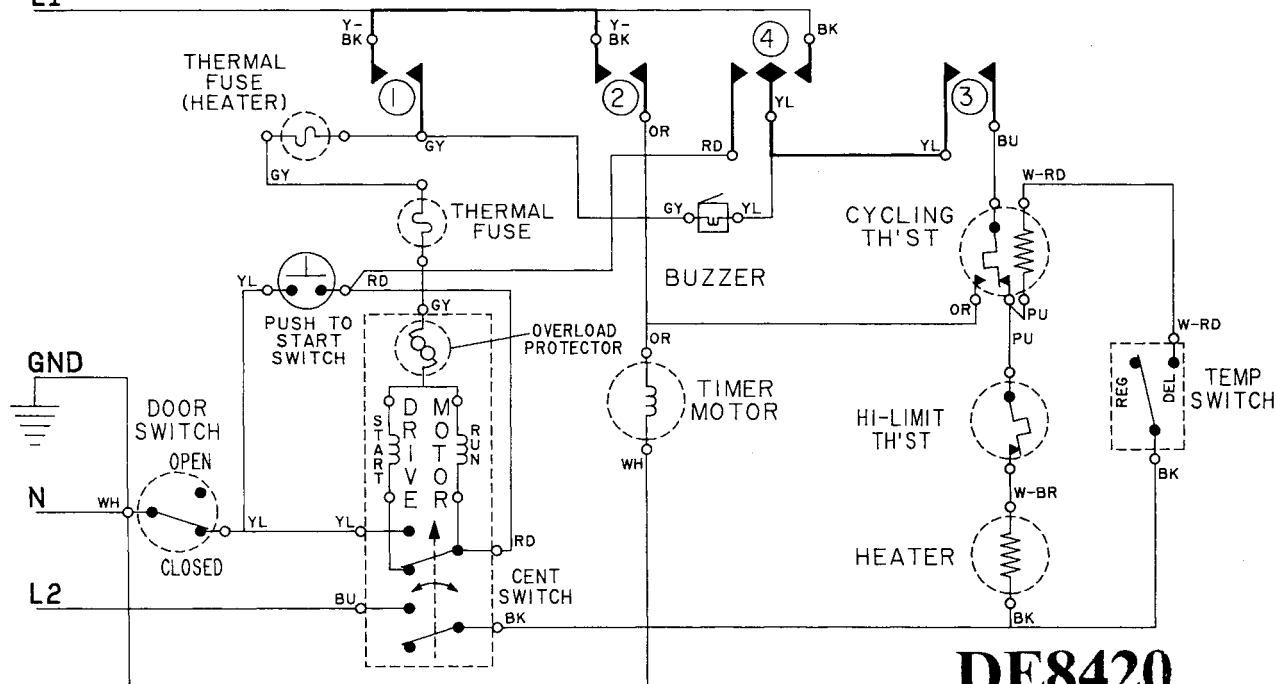 L1
Y-
BK
Y-
BK
BK
4
THERMAL
FUSE
(HEATER)
1
2
3
YL
OR
GY
RD
YL
BU
GY
W-RD
THERMAL
FUSE
GY
YL
CYCLING
TH'ST
BUZZER
YL
RD
PUSH TO
START
SWITCH
GY
OR
PU
PU
OVERLOAD
PROTECTOR
OR
W-RD
GND
DOOR
SWITCH
OPEN
START
DRIVE
MOTOR
RUN
TIMER
MOTOR
HI-LIMIT
TH'ST
REG
DEL
TEMP
SWITCH
WH
BK
N
WH
YL
YL
CLOSED
RD
W-BR
HEATER
L2
BU
CENT
SWITCH
BK
BK
DE8420